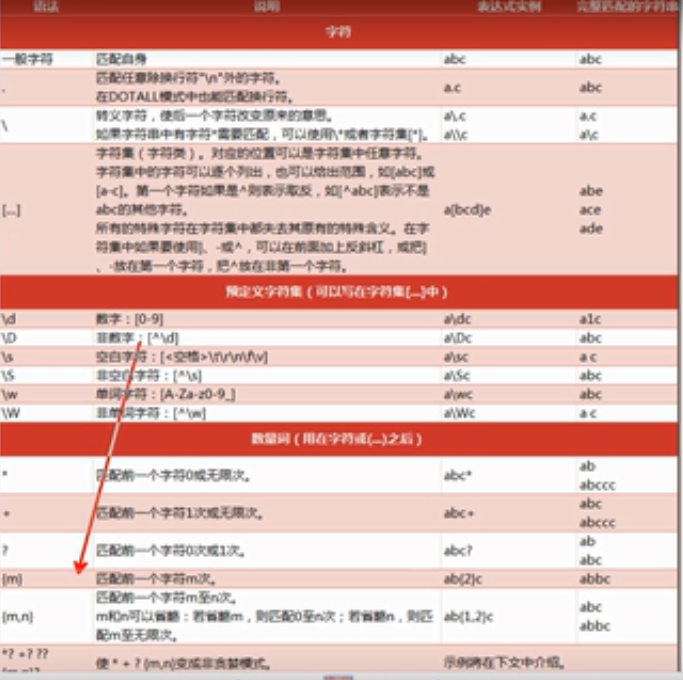 语法 说明 表达式实例 完整匹配的字符串
字符
一般字符 匹配自身 abc abc
. 匹配任意除换行符"\n"外的字符。
在DOTALL模式中也能匹配换行符。 a.c abc
\ 转义字符，使后一个字符改变原来的意思。
如果字符串中有字符*需要匹配，可以使用\*或者字符集[*]。 a\.c a.c
a\\c a\c
[...] 字符集（字符类）。对应的位置可以是字符集中任意字符。
字符集中的字符可以逐个列出，也可以给出范围，如[abc]或
[a-c]。第一个字符如果是^则表示取反，如[^abc]表示不是
abc的其他字符。
所有的特殊字符在字符集中都失去其原有的特殊含义。在字
符集中如果要使用]、-或^，可以在前面加上反斜杠，或把]
、-放在第一个字符，把^放在非第一个字符。 a[bcd]e abe
ace
ade
预定义字符集（可以写在字符集[...]中）
\d 数字：[0-9] a\dc a1c
\D 非数字：[^\d] a\Dc abc
\s 空白字符：[<空格>\t\r\n\f\v] a\sc a c
\S 非空白字符：[^\s] a\Sc abc
\w 单词字符：[A-Za-z0-9_] a\wc abc
\W 非单词字符：[^\w] a\Wc a c
数量词（用在字符或(...)之后）
* 匹配前一个字符0或无限次。 abc* ab
abccc
+ 匹配前一个字符1次或无限次。 abc+ abc
abccc
? 匹配前一个字符0次或1次。 abc? ab
abc
{m} 匹配前一个字符m次。 ab{2}c abbc
{m,n} 匹配前一个字符m至n次。
m和n可以省略：若省略m，则匹配0至n次；若省略n，则匹
配m至无限次。 ab{1,2}c abc
abbc
*? +? ??
{m,n}? 使* + ? {m,n}变成非贪婪模式。 示例将在下文中介绍。